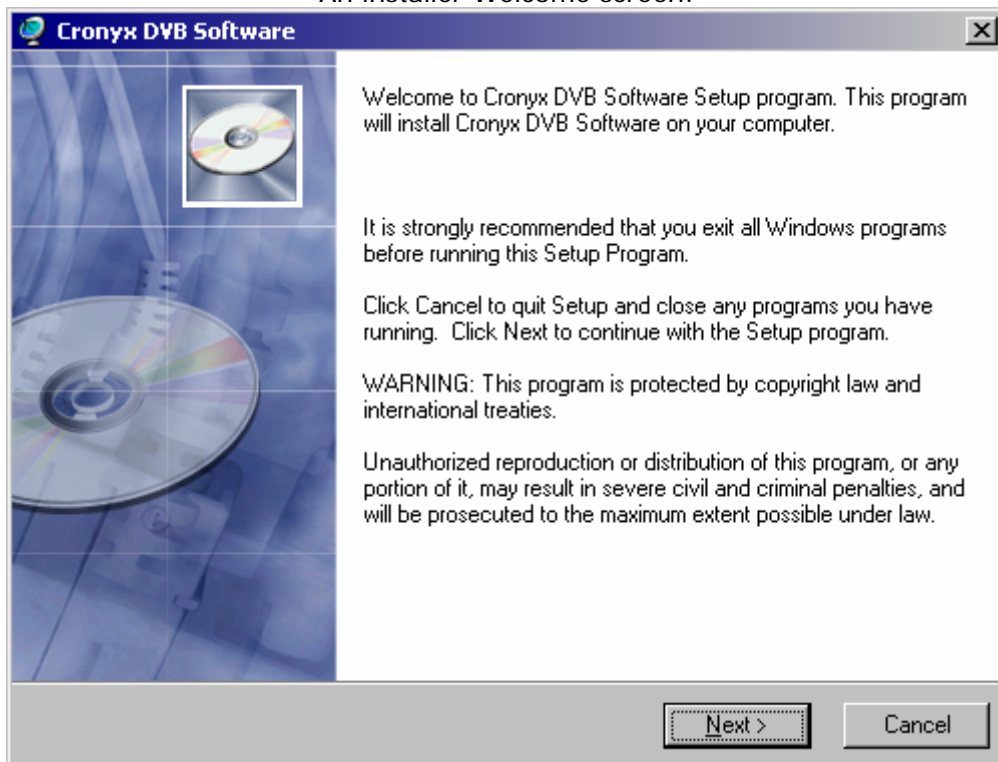 An Installer Welcome screen.
Cronyx DVB Software
Welcome to Cronyx DVB Software Setup program. This program
will install Cronyx DVB Software on your computer.
It is strongly recommended that you exit all Windows programs
before running this Setup Program.
Click Cancel to quit Setup and close any programs you have
running.  Click Next to continue with the Setup program.
WARNING: This program is protected by copyright law and
international treaties.
Unauthorized reproduction or distribution of this program, or any
portion of it, may result in severe civil and criminal penalties, and
will be prosecuted to the maximum extent possible under law.
Next >
Cancel